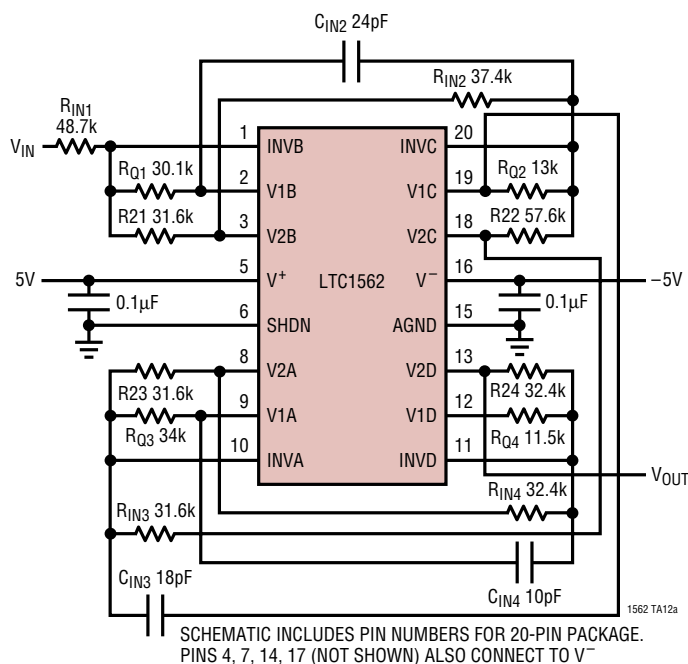 CIN2 24pF
RIN2 37.4k
RIN1
48.7k
VIN
1 INVB INVC 20
RQ1 30.1k 2 V1B V1C 19 RQ2 13k
R21 31.6k 3 V2B V2C 18 R22 57.6k
5V 5 V+ LTC1562 V− 16 −5V
0.1µF 6 SHDN AGND 15 0.1µF
8 V2A V2D 13
R23 31.6k R24 32.4k
9 V1A V1D 12
RQ3 34k RQ4 11.5k
10 INVA INVD 11
VOUT
RIN3 31.6k RIN4 32.4k
CIN3 18pF CIN4 10pF
1562 TA12a
SCHEMATIC INCLUDES PIN NUMBERS FOR 20-PIN PACKAGE.
PINS 4, 7, 14, 17 (NOT SHOWN) ALSO CONNECT TO V−